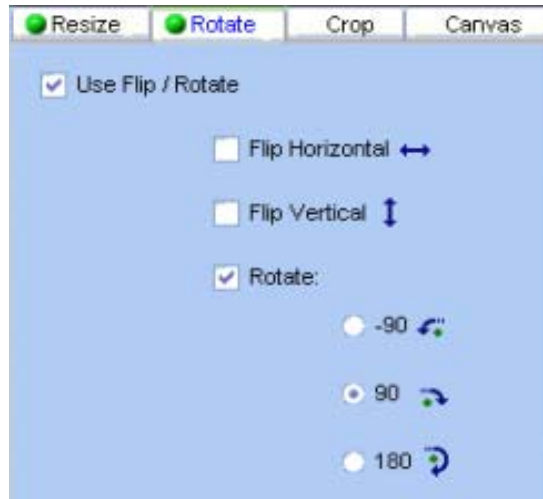 Resize Rotate Crop Canvas
Use Flip / Rotate
Flip Horizontal
Flip Vertical
Rotate:
-90
90
180